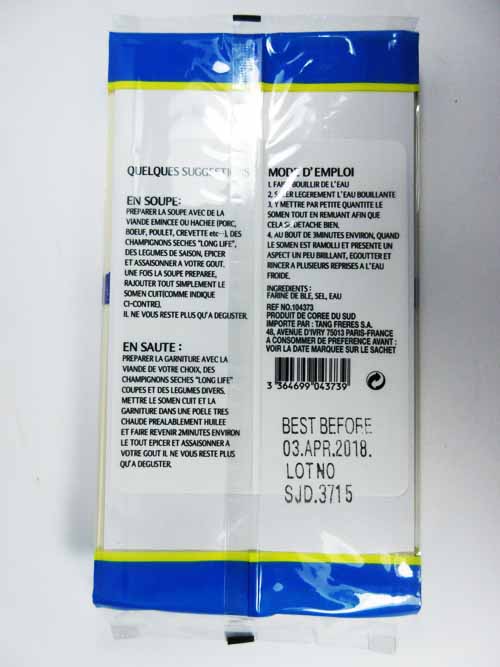 QUELQUES SUGGESTIONS
EN SOUPE:
PREPARER LA SOUPE AVEC DE LA
VIANDE EMINCEE OU HACHEE (PORC,
BOEUF, POULET, CREVETTE etc…), DES
CHAMPIGNONS SECHES "LONG LIFE",
DES LEGUMES DE SAISON, EPICER
ET ASSAISONNER A VOTRE GOUT.
UNE FOIS LA SOUPE PREPAREE,
RAJOUTER TOUT SIMPLEMENT LE
SOMEN CUIT(COMME INDIQUE
CI-CONTRE).
IL NE VOUS RESTE PLUS QU'A DEGUSTER.
EN SAUTE :
PREPARER LA GARNITURE AVEC LA
VIANDE DE VOTRE CHOIX, DES
CHAMPIGNONS SECHES "LONG LIFE"
COUPES ET DES LEGUMES DIVERS.
METTRE LE SOMEN CUIT ET LA
GARNITURE DANS UNE POELE TRES
CHAUDE PREALABLEMENT HUILEE
ET FAIRE REVENIR 2MINUTES ENVIRON
LE TOUT EPICER ET ASSAISONNER A
VOTRE GOUT IL NE VOUS RESTE PLUS
QU'A DEGUSTER.
MODE D'EMPLOI
1. FAIRE BOUILLIR DE L'EAU
2. SALER LEGEREMENT L'EAU BOUILLANTE
3. Y METTRE PAR PETITE QUANTITE LE
SOMEN TOUT EN REMUANT AFIN QUE
CELA SE DETACHE BIEN.
4. AU BOUT DE 3MINUTES ENVIRON, QUAND
LE SOMEN EST RAMOLLI ET PRESENTE UN
ASPECT UN PEU BRILLANT, EGOUTTER ET
RINCER A PLUSIEURS REPRISES A L'EAU
FROIDE.
INGREDIENTS :
FARINE DE BLE, SEL, EAU
REF NO.104373
PRODUIT DE COREE DU SUD
IMPORTE PAR : TANG FRERES S.A.
48, AVENUE D'IVRY 75013 PARIS-FRANCE
A CONSOMMER DE PREFERENCE AVANT :
VOIR LA DATE MARQUEE SUR LE SACHET
3 364699 043739
BEST BEFORE
03.APR.2018.
LOT NO
SJD.3715